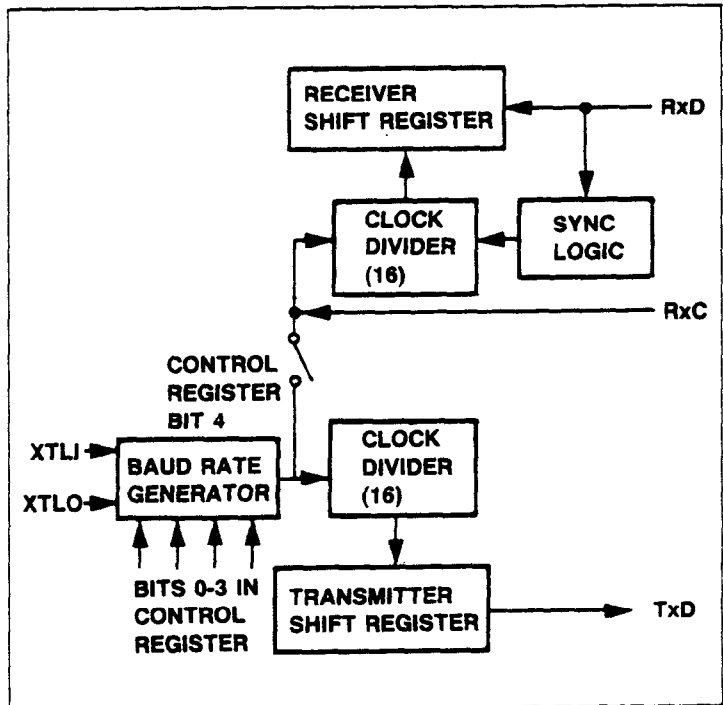 RECEIVER
SHIFT REGISTER
RxD
CLOCK
DIVIDER
(16)
SYNC
LOGIC
RxC
CONTROL
REGISTER
BIT 4
XTLI
XTLO
BAUD RATE
GENERATOR
CLOCK
DIVIDER
(16)
BITS 0-3 IN
CONTROL
REGISTER
TRANSMITTER
SHIFT REGISTER
TxD